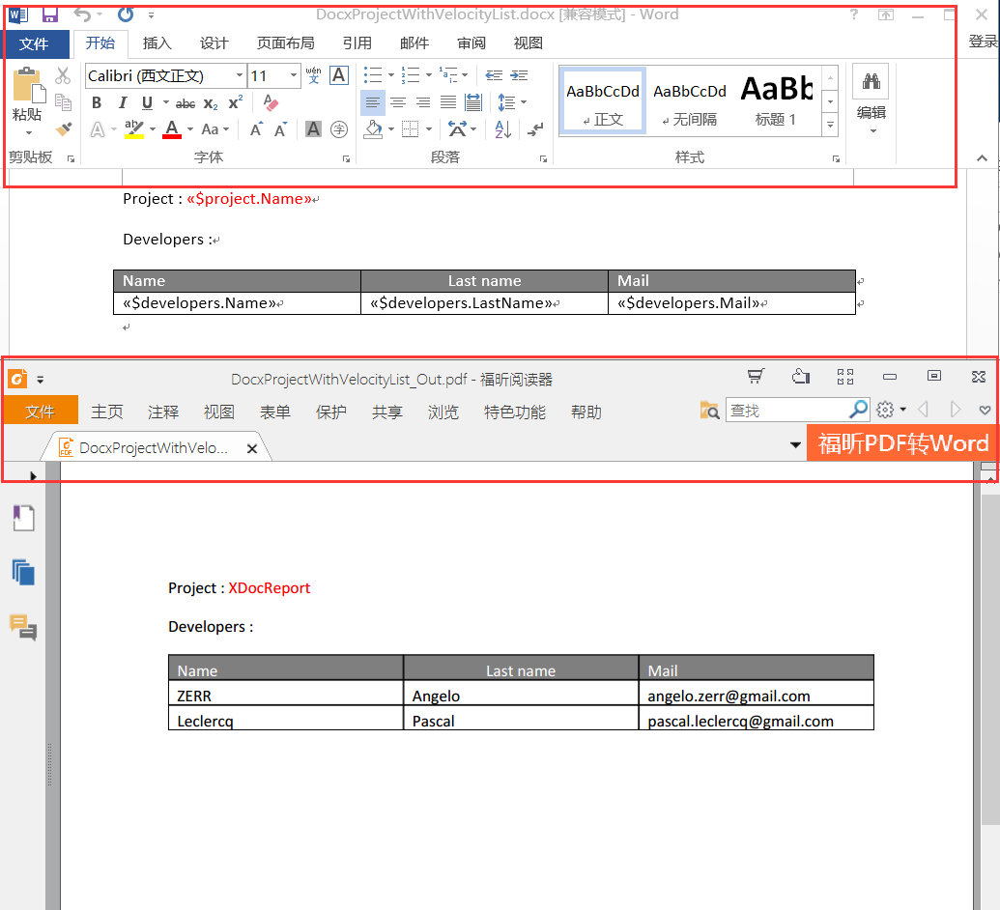 DocxProjectWithVelocityList.docx [兼容模式] - Word
文件 开始 插入 设计 页面布局 引用 邮件 审阅 视图 登录
粘贴 Calibri (西文正文) 11 wén 文 A AaBbCcDd AaBbCcDd AaBb 编辑
B I U abc X₂ X² ↲ 正文 ↲ 无间隔 标题 1
A ab A Aa A A A 字 A Z
剪贴板 字体 段落 样式
Project : «$project.Name»
Developers :
Name Last name Mail
«$developers.Name» «$developers.LastName» «$developers.Mail»
DocxProjectWithVelocityList_Out.pdf - 福昕阅读器
文件 主页 注释 视图 表单 保护 共享 浏览 特色功能 帮助 查找
DocxProjectWithVelo... 福昕PDF转Word
Project : XDocReport
Developers :
Name Last name Mail
ZERR Angelo angelo.zerr@gmail.com
Leclercq Pascal pascal.leclercq@gmail.com